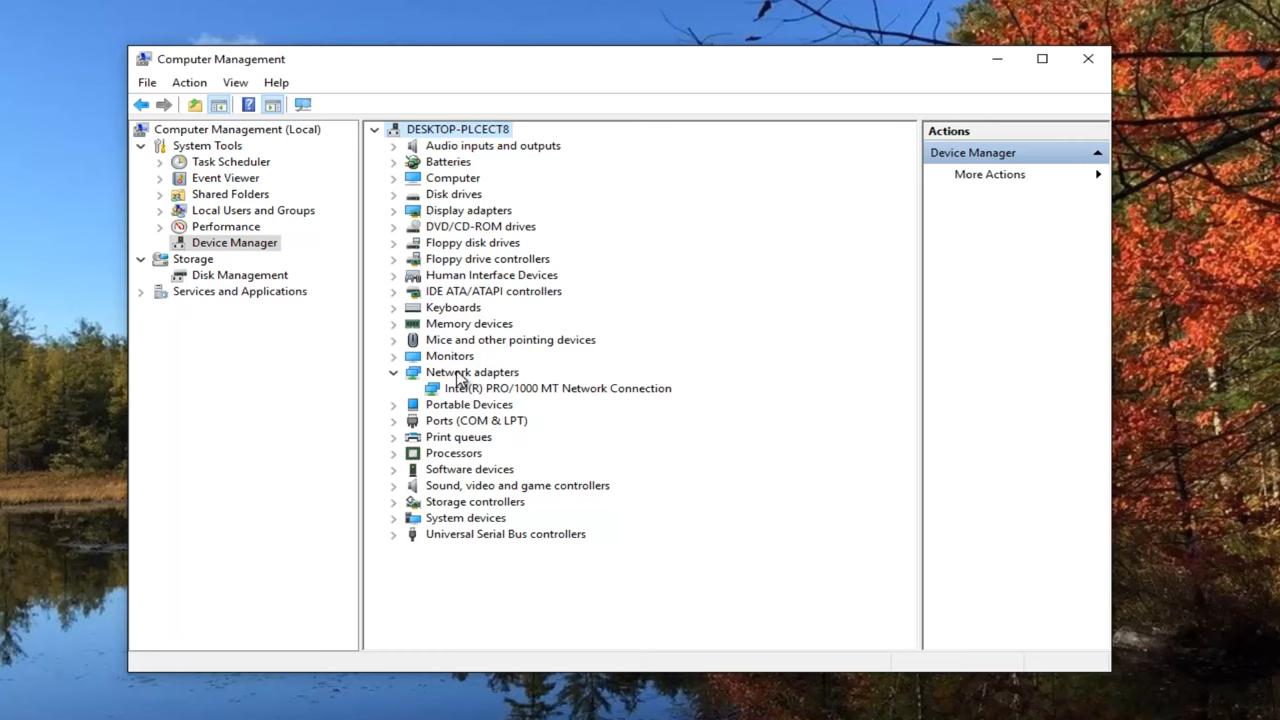 Computer Management
File Action View Help
Computer Management (Local)
System Tools
Task Scheduler
Event Viewer
Shared Folders
Local Users and Groups
Performance
Device Manager
Storage
Disk Management
Services and Applications
DESKTOP-PLCECT8
Audio inputs and outputs
Batteries
Computer
Disk drives
Display adapters
DVD/CD-ROM drives
Floppy disk drives
Floppy drive controllers
Human Interface Devices
IDE ATA/ATAPI controllers
Keyboards
Memory devices
Mice and other pointing devices
Monitors
Network adapters
Intel(R) PRO/1000 MT Network Connection
Portable Devices
Ports (COM & LPT)
Print queues
Processors
Software devices
Sound, video and game controllers
Storage controllers
System devices
Universal Serial Bus controllers
Actions
Device Manager
More Actions